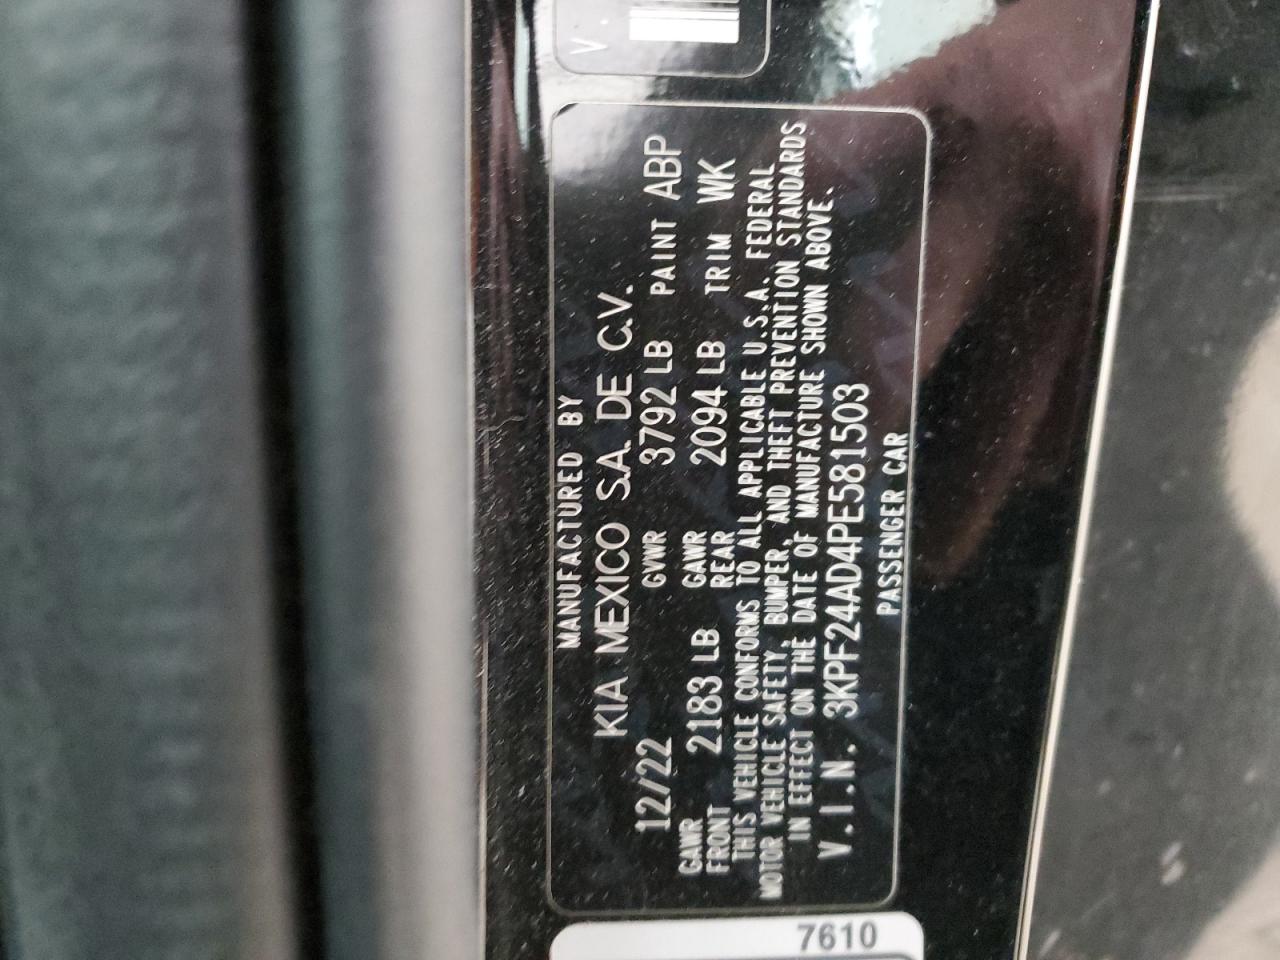 V
MANUFACTURED BY
KIA MEXICO S.A. DE C.V.
12/22 GVWR 3792 LB PAINT ABP
GAWR FRONT 2183 LB GAWR REAR 2094 LB TRIM WK
THIS VEHICLE CONFORMS TO ALL APPLICABLE U.S.A. FEDERAL
MOTOR VEHICLE SAFETY, BUMPER, AND THEFT PREVENTION STANDARDS
IN EFFECT ON THE DATE OF MANUFACTURE SHOWN ABOVE.
V.I.N. 3KPF24AD4PE581503
PASSENGER CAR
7610